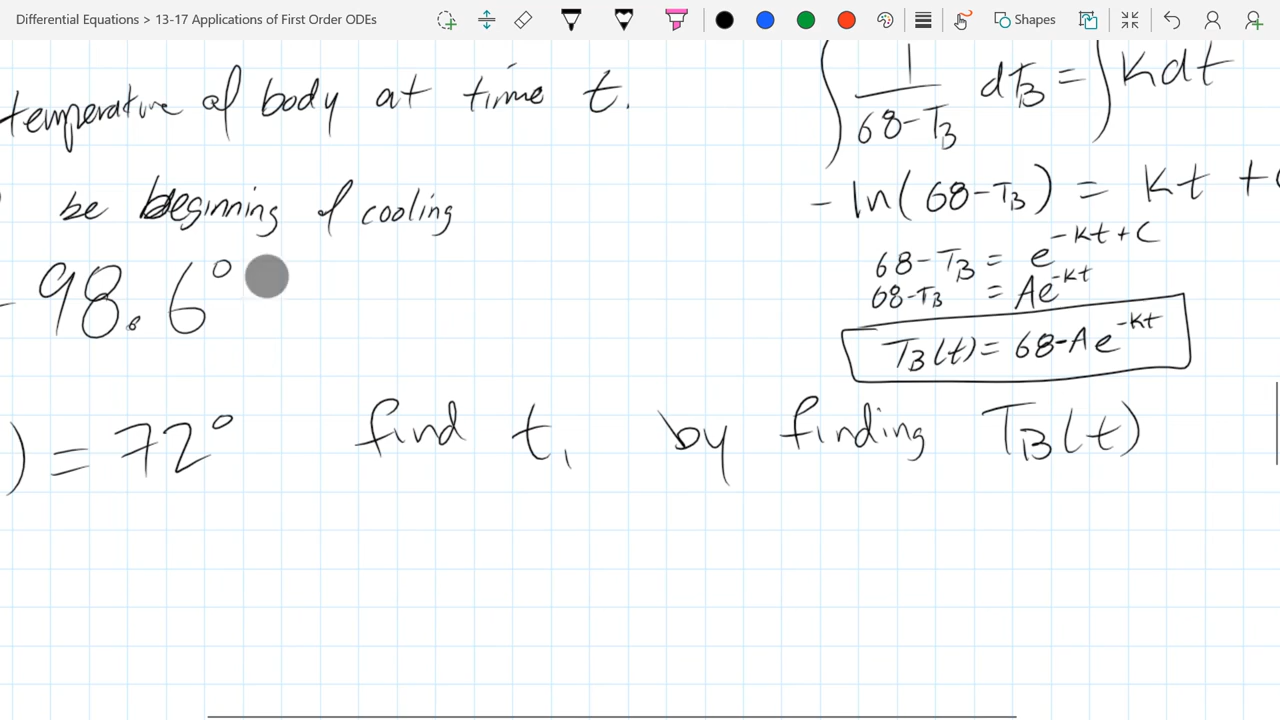 Differential Equations > 13-17 Applications of First Order ODEs
Shapes
temperature of body at time t.
be beginning of cooling
98.6°
) = 72° find t, by finding T_B(t)
∫ 1/(68-T_B) dT_B = ∫ K dt
- ln(68-T_B) = Kt +
68-T_B = e^(-Kt+C)
68-T_B = Ae^(-Kt)
T_B(t) = 68-Ae^(-Kt)